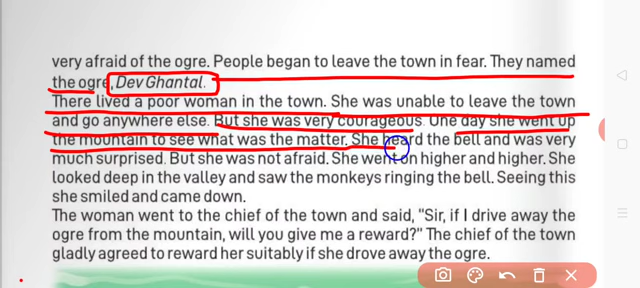 very afraid of the ogre. People began to leave the town in fear. They named
the ogre, Dev Ghantal.
There lived a poor woman in the town. She was unable to leave the town
and go anywhere else. But she was very courageous. One day she went up
the mountain to see what was the matter. She heard the bell and was very
much surprised. But she was not afraid. She went on higher and higher. She
looked deep in the valley and saw the monkeys ringing the bell. Seeing this
she smiled and came down.
The woman went to the chief of the town and said, "Sir, if I drive away the
ogre from the mountain, will you give me a reward?" The chief of the town
gladly agreed to reward her suitably if she drove away the ogre.